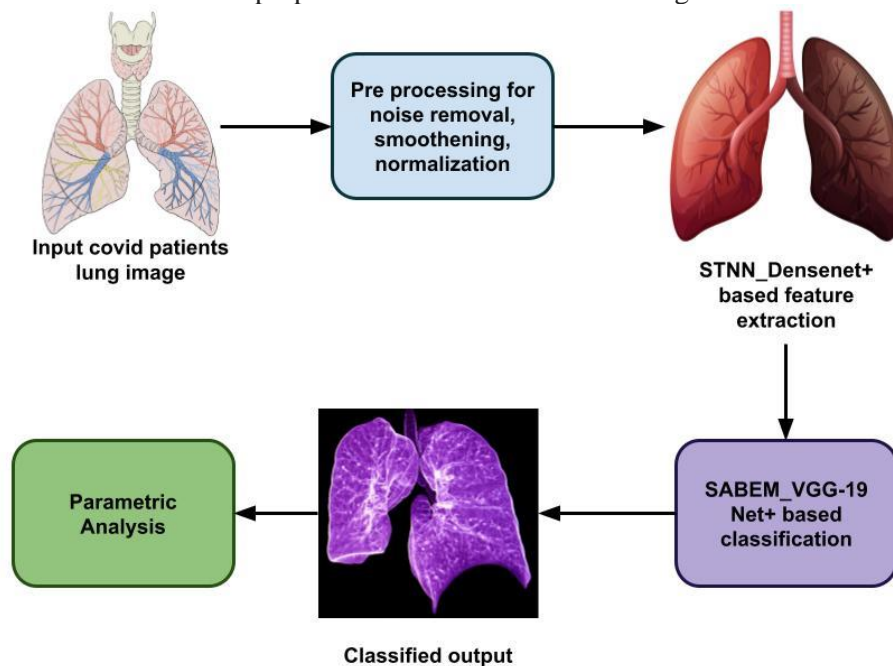 Pre processing for
noise removal,
smoothening,
normalization
Input covid patients
lung image
STNN_Densenet+
based feature
extraction
SABEM_VGG-19
Net+ based
classification
Parametric
Analysis
Classified output